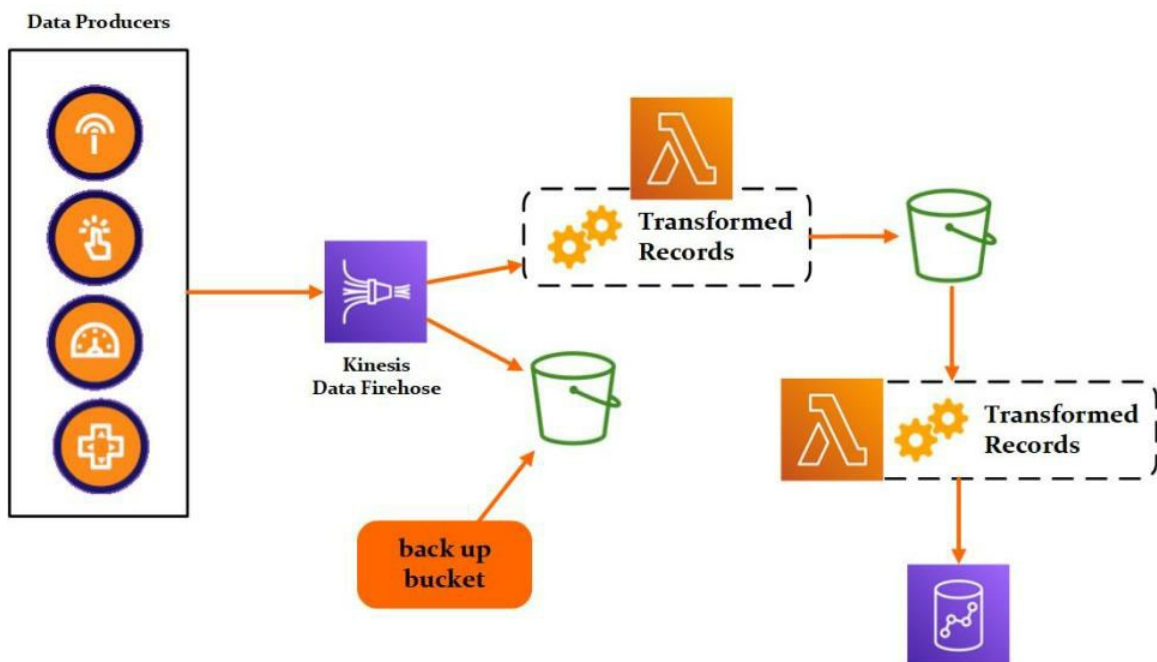 Data Producers
Transformed
Records
Kinesis
Data Firehose
Transformed
Records
back up
bucket